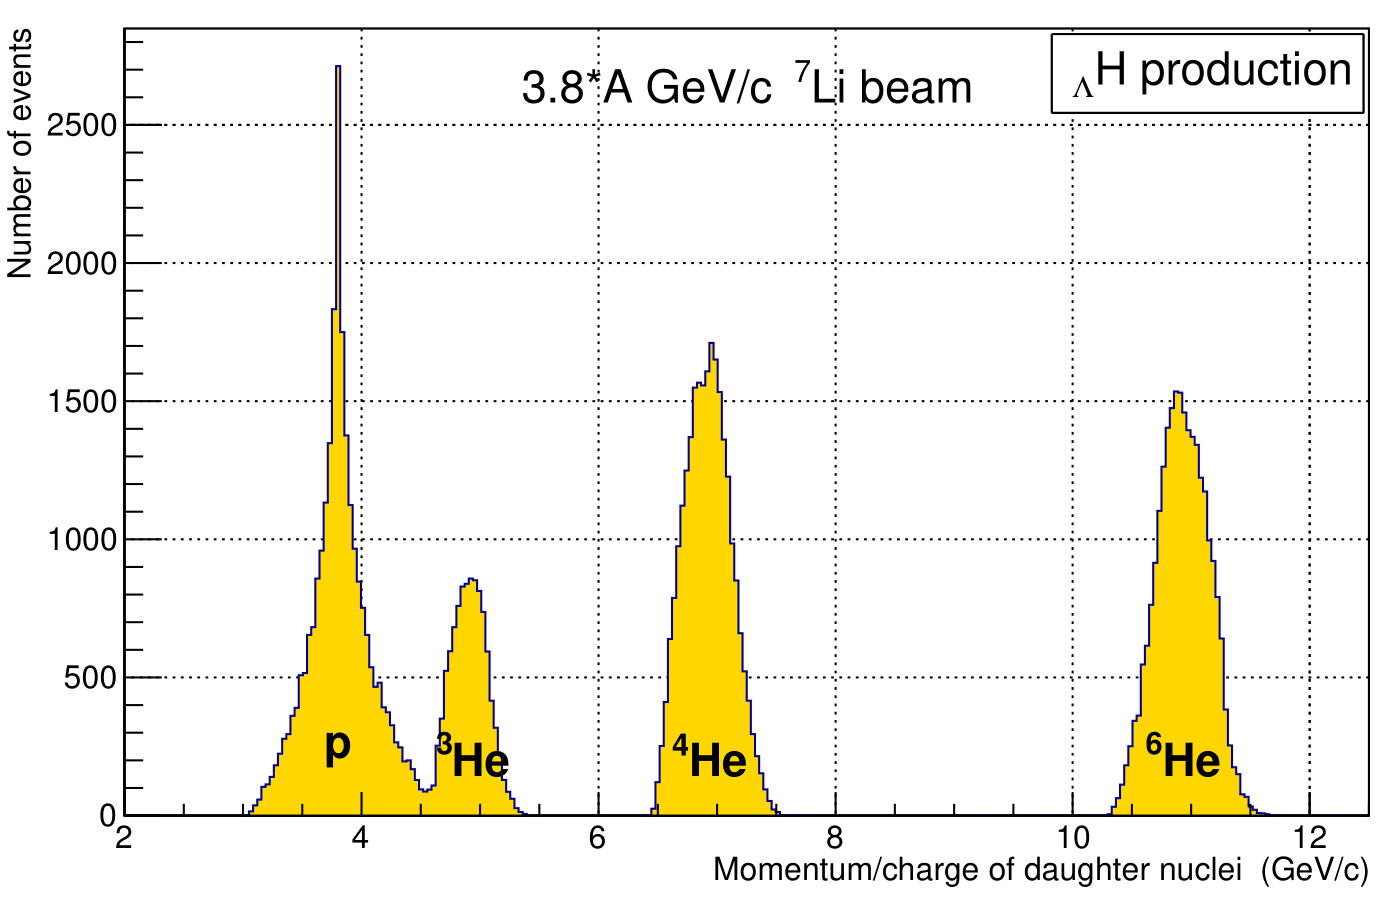 Number of events
3.8*A GeV/c ⁷Li beam
ΛH production
2500
2000
1500
1000
500
0
p
³He
⁴He
⁶He
2 4 6 8 10 12
Momentum/charge of daughter nuclei (GeV/c)